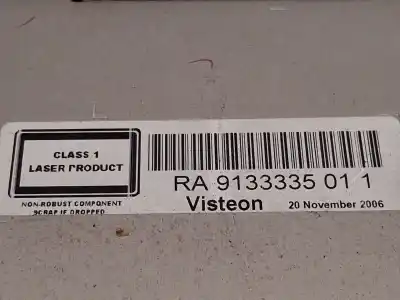 CLASS 1
LASER PRODUCT
NON-ROBUST COMPONENT
SCRAP IF DROPPED
RA 9133335 01 1
Visteon 20 November 2006